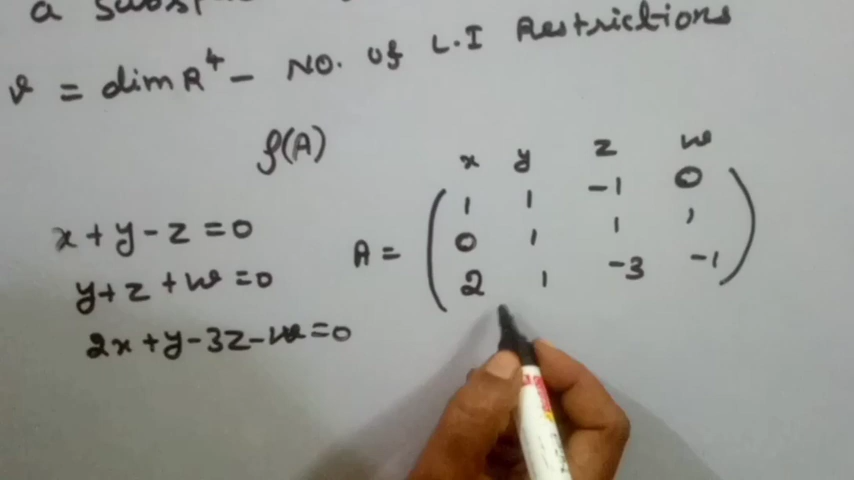 a subsp
v = dim R⁴ - No. of L.I Restrictions
ρ(A)
x + y - z = 0
y + z + w = 0
2x + y - 3z - w = 0
x y z w
A =
1 1 -1 0
0 1 1 1
2 1 -3 -1